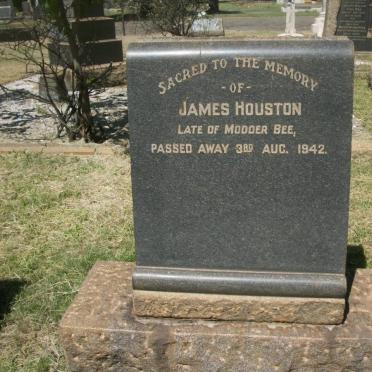 SACRED TO THE MEMORY
-OF-
JAMES HOUSTON
LATE OF MODDER BEE,
PASSED AWAY 3RD AUG. 1942.